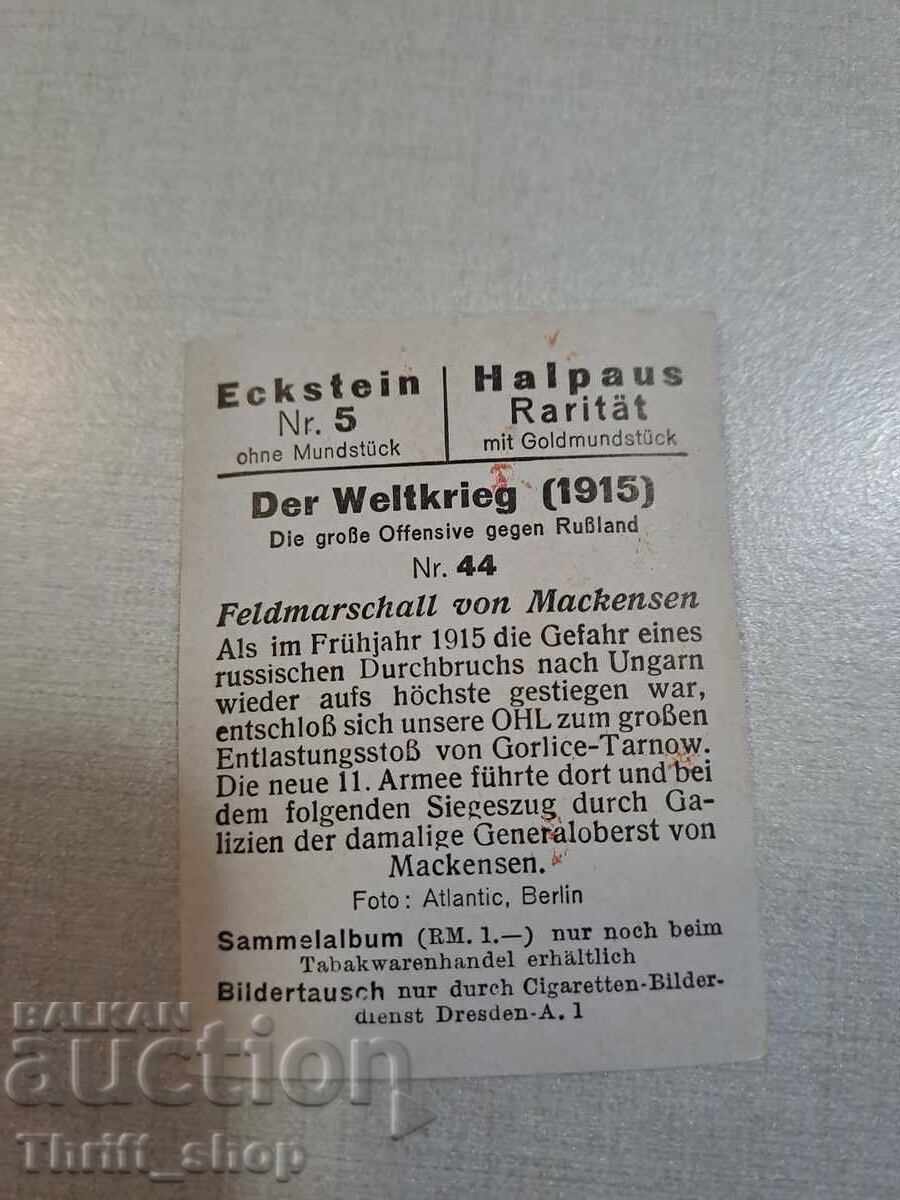 Eckstein
Nr. 5
ohne Mundstück
Halpaus
Rarität
mit Goldmundstück
Der Weltkrieg (1915)
Die große Offensive gegen Rußland
Nr. 44
Feldmarschall von Mackensen
Als im Frühjahr 1915 die Gefahr eines
russischen Durchbruchs nach Ungarn
wieder aufs höchste gestiegen war,
entschloß sich unsere OHL zum großen
Entlastungsstoß von Gorlice-Tarnow.
Die neue 11. Armee führte dort und bei
dem folgenden Siegeszug durch Ga-
lizien der damalige Generaloberst von
Mackensen.
Foto: Atlantic, Berlin
Sammelalbum (RM. 1.—) nur noch beim
Tabakwarenhandel erhältlich
Bildertausch nur durch Cigaretten-Bilder-
dienst Dresden-A. 1
BALKAN
auction
Thrift_shop